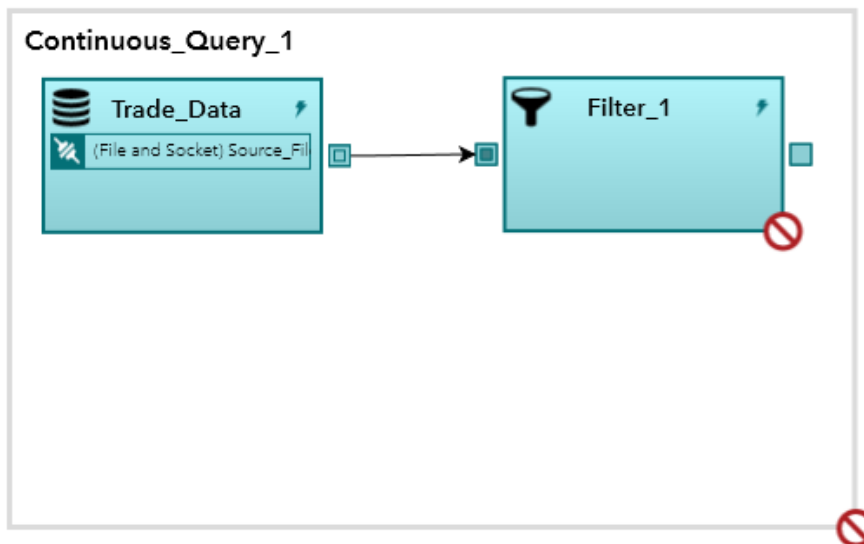 Continuous_Query_1
Trade_Data
(File and Socket) Source_Fil
Filter_1